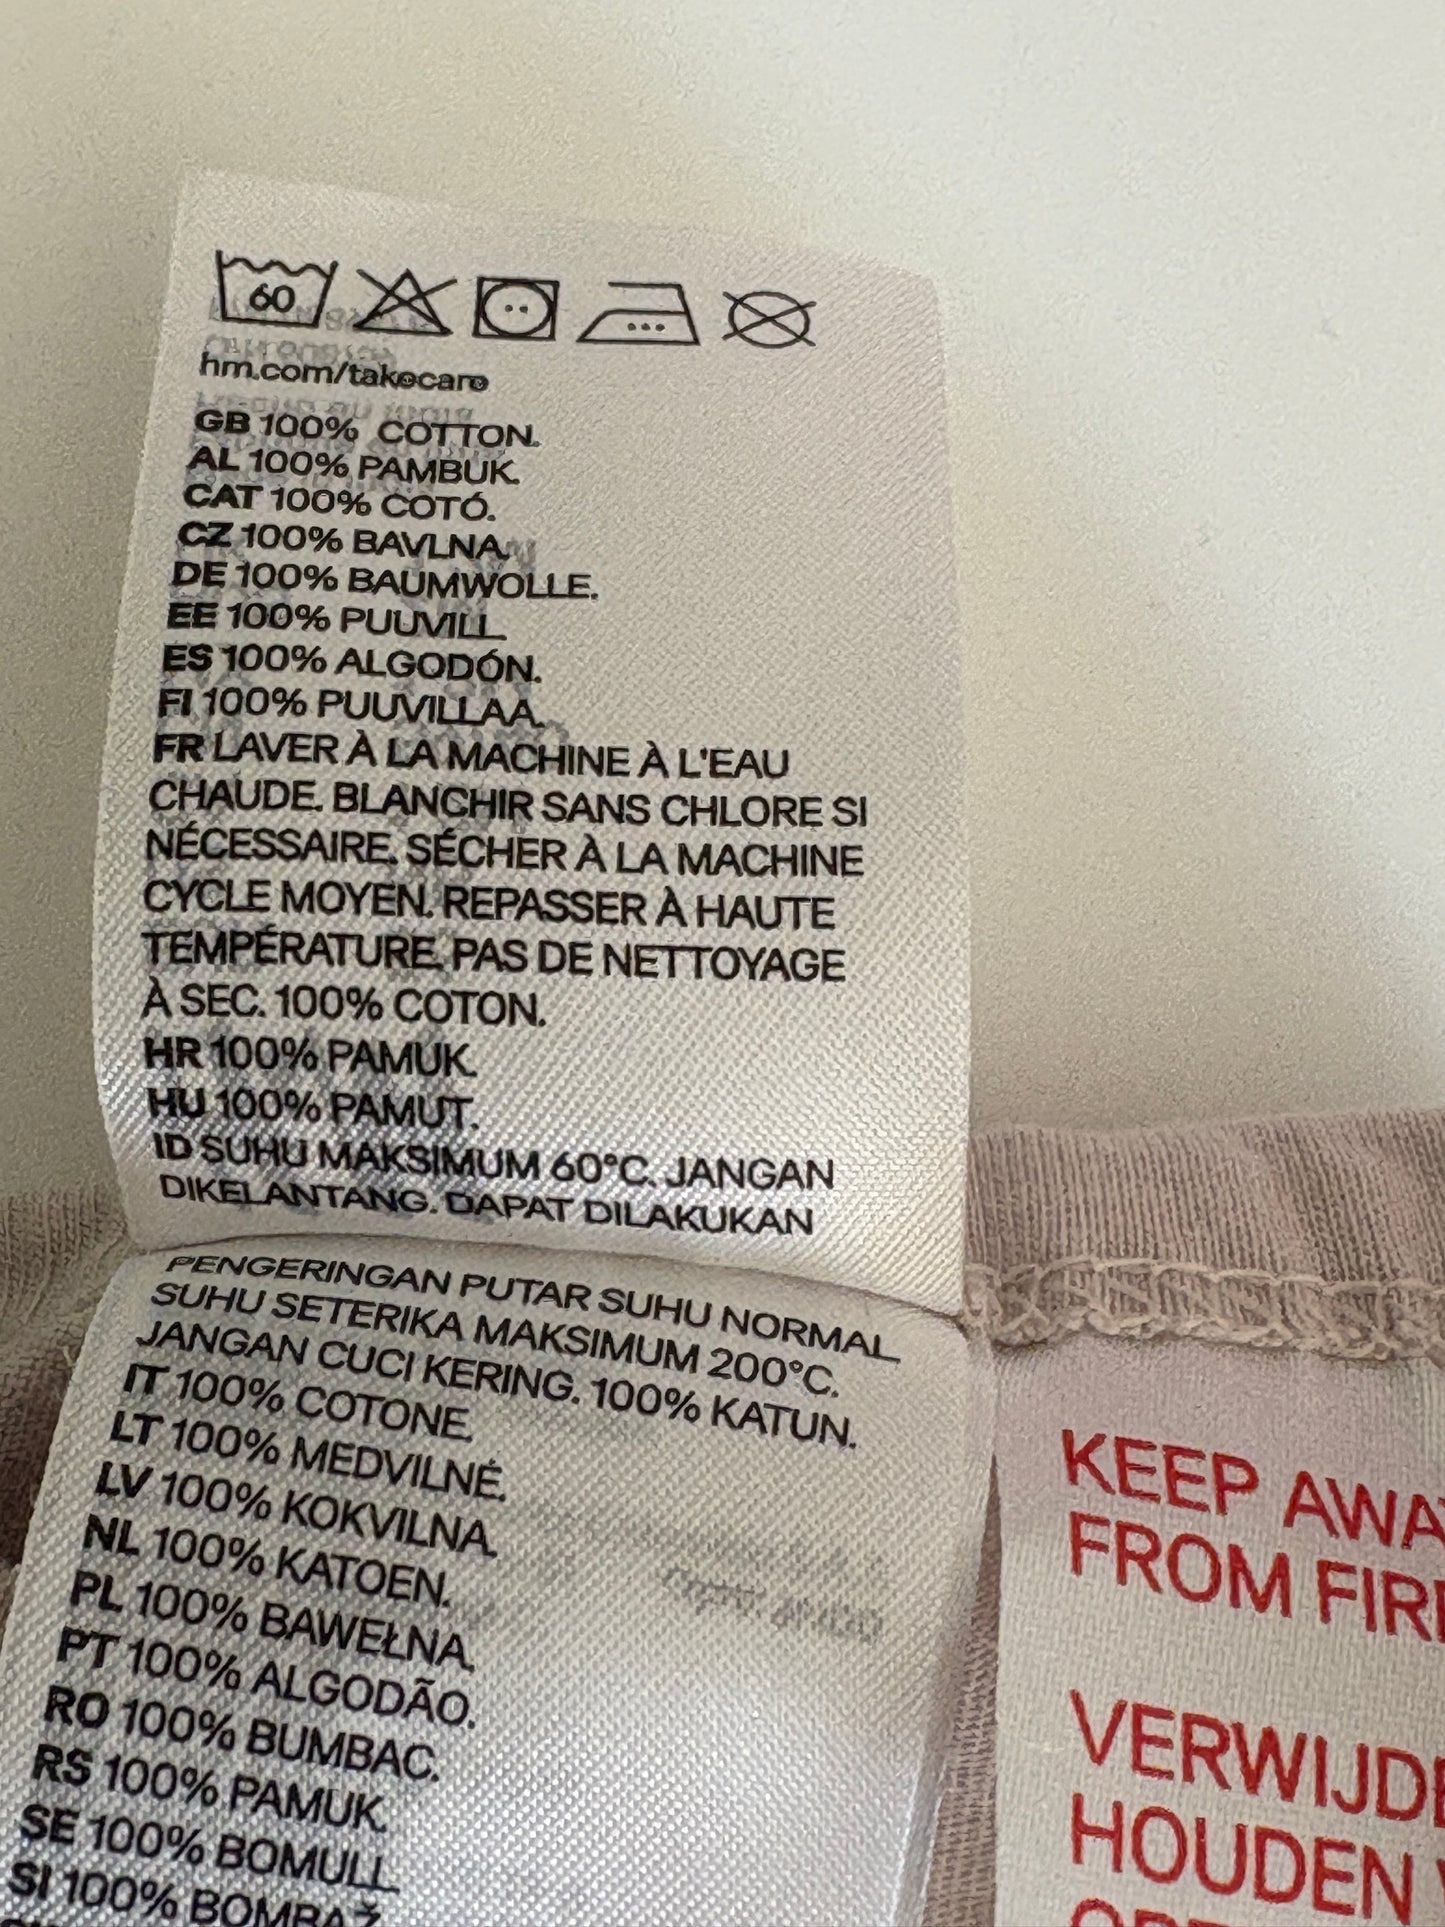 60
hm.com/takecare
GB 100% COTTON.
AL 100% PAMBUK.
CAT 100% COTÓ.
CZ 100% BAVLNA.
DE 100% BAUMWOLLE.
EE 100% PUUVILL.
ES 100% ALGODÓN.
FI 100% PUUVILLAA.
FR LAVER À LA MACHINE À L'EAU
CHAUDE. BLANCHIR SANS CHLORE SI
NÉCESSAIRE. SÉCHER À LA MACHINE
CYCLE MOYEN. REPASSER À HAUTE
TEMPÉRATURE. PAS DE NETTOYAGE
À SEC. 100% COTON.
HR 100% PAMUK.
HU 100% PAMUT.
ID SUHU MAKSIMUM 60°C. JANGAN
DIKELANTANG. DAPAT DILAKUKAN
PENGERINGAN PUTAR SUHU NORMAL
SUHU SETERIKA MAKSIMUM 200°C.
JANGAN CUCI KERING. 100% KATUN.
IT 100% COTONE.
LT 100% MEDVILNĖ.
LV 100% KOKVILNA.
NL 100% KATOEN.
PL 100% BAWEŁNA.
PT 100% ALGODÃO.
RO 100% BUMBAC.
RS 100% PAMUK.
SE 100% BOMULL.
SI 100% BOMBAŽ
KEEP AWA
FROM FIR
VERWIJD
HOUDEN